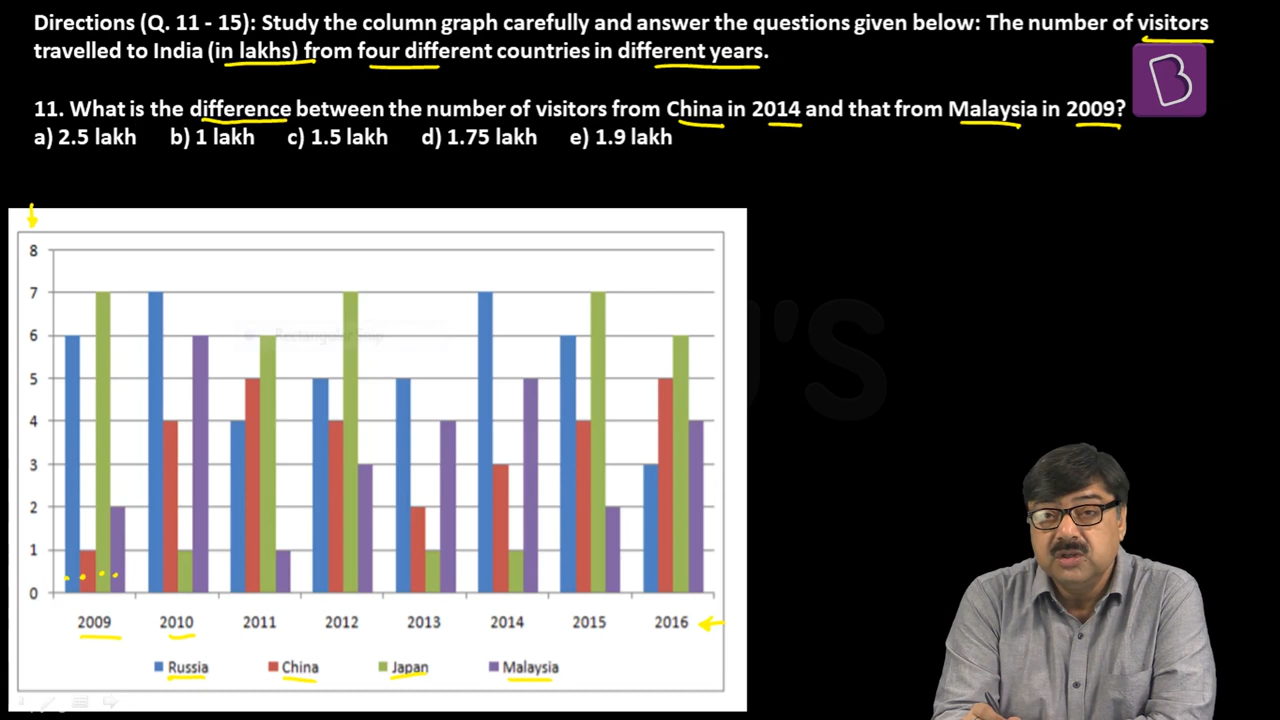 Directions (Q. 11 - 15): Study the column graph carefully and answer the questions given below: The number of visitors
travelled to India (in lakhs) from four different countries in different years.
B
11. What is the difference between the number of visitors from China in 2014 and that from Malaysia in 2009?
a) 2.5 lakh b) 1 lakh c) 1.5 lakh d) 1.75 lakh e) 1.9 lakh
8
7
6
5
4
3
2
1
0
2009 2010 2011 2012 2013 2014 2015 2016
Russia China Japan Malaysia
'S